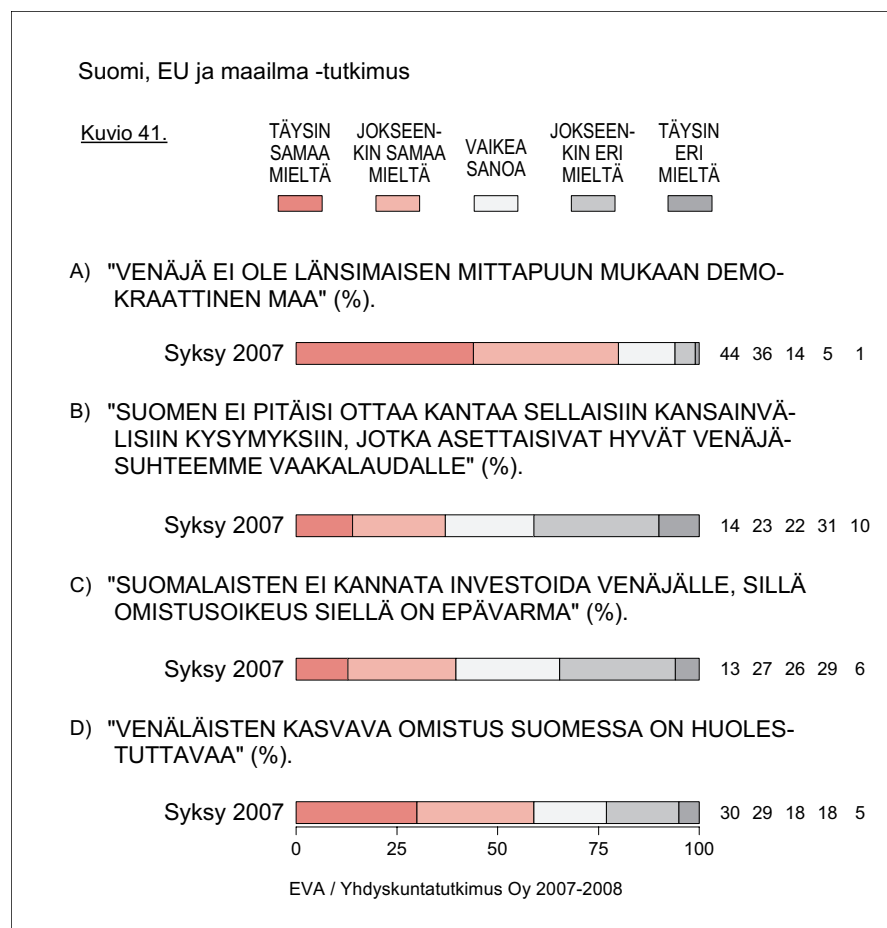 Suomi, EU ja maailma -tutkimus
Kuvio 41.
TÄYSIN
SAMAA
MIELTÄ
JOKSEEN-
KIN SAMAA
MIELTÄ
VAIKEA
SANOA
JOKSEEN-
KIN ERI
MIELTÄ
TÄYSIN
ERI
MIELTÄ
A) "VENÄJÄ EI OLE LÄNSIMAISEN MITTAPUUN MUKAAN DEMO-
KRAATTINEN MAA" (%).
Syksy 2007 44 36 14 5 1
B) "SUOMEN EI PITÄISI OTTAA KANTAA SELLAISIIN KANSAINVÄ-
LISIIN KYSYMYKSIIN, JOTKA ASETTAISIVAT HYVÄT VENÄJÄ-
SUHTEEMME VAAKALAUDALLE" (%).
Syksy 2007 14 23 22 31 10
C) "SUOMALAISTEN EI KANNATA INVESTOIDA VENÄJÄLLE, SILLÄ
OMISTUSOIKEUS SIELLÄ ON EPÄVARMA" (%).
Syksy 2007 13 27 26 29 6
D) "VENÄLÄISTEN KASVAVA OMISTUS SUOMESSA ON HUOLES-
TUTTAVAA" (%).
Syksy 2007 30 29 18 18 5
0 25 50 75 100
EVA / Yhdyskuntatutkimus Oy 2007-2008